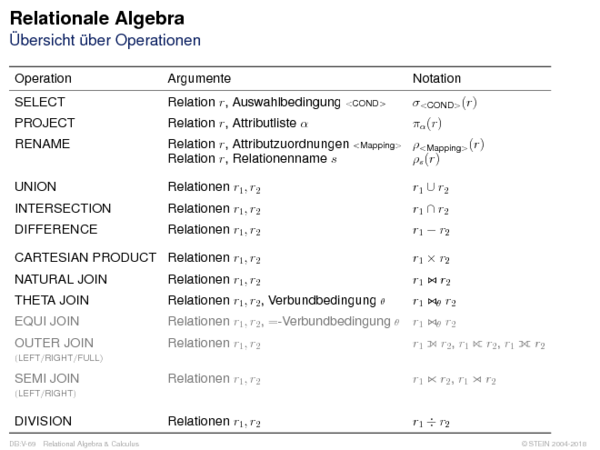 Relationale Algebra
Übersicht über Operationen
Operation Argumente Notation
SELECT Relation r, Auswahlbedingung <COND> σ<COND>(r)
PROJECT Relation r, Attributliste α πα(r)
RENAME Relation r, Attributzuordnungen <Mapping> ρ<Mapping>(r)
Relation r, Relationenname s ρs(r)
UNION Relationen r1, r2 r1 ∪ r2
INTERSECTION Relationen r1, r2 r1 ∩ r2
DIFFERENCE Relationen r1, r2 r1 − r2
CARTESIAN PRODUCT Relationen r1, r2 r1 × r2
NATURAL JOIN Relationen r1, r2 r1 ⋈ r2
THETA JOIN Relationen r1, r2, Verbundbedingung θ r1 ⋈θ r2
EQUI JOIN Relationen r1, r2, =-Verbundbedingung θ r1 ⋈θ r2
OUTER JOIN Relationen r1, r2 r1 ⟕ r2, r1 ⟖ r2, r1 ⟗ r2
(LEFT/RIGHT/FULL)
SEMI JOIN Relationen r1, r2 r1 ⋉ r2, r1 ⋊ r2
(LEFT/RIGHT)
DIVISION Relationen r1, r2 r1 ÷ r2
DB:V-69 Relational Algebra & Calculus © STEIN 2004-2018